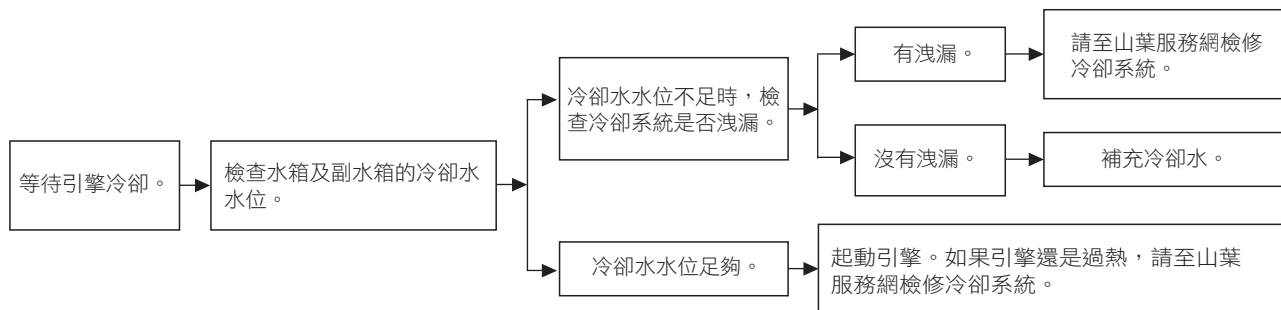 等待引擎冷卻。
檢查水箱及副水箱的冷卻水
水位。
冷卻水水位不足時，檢
查冷卻系統是否洩漏。
有洩漏。
請至山葉服務網檢修
冷卻系統。
沒有洩漏。
補充冷卻水。
冷卻水水位足夠。
起動引擎。如果引擎還是過熱，請至山葉
服務網檢修冷卻系統。